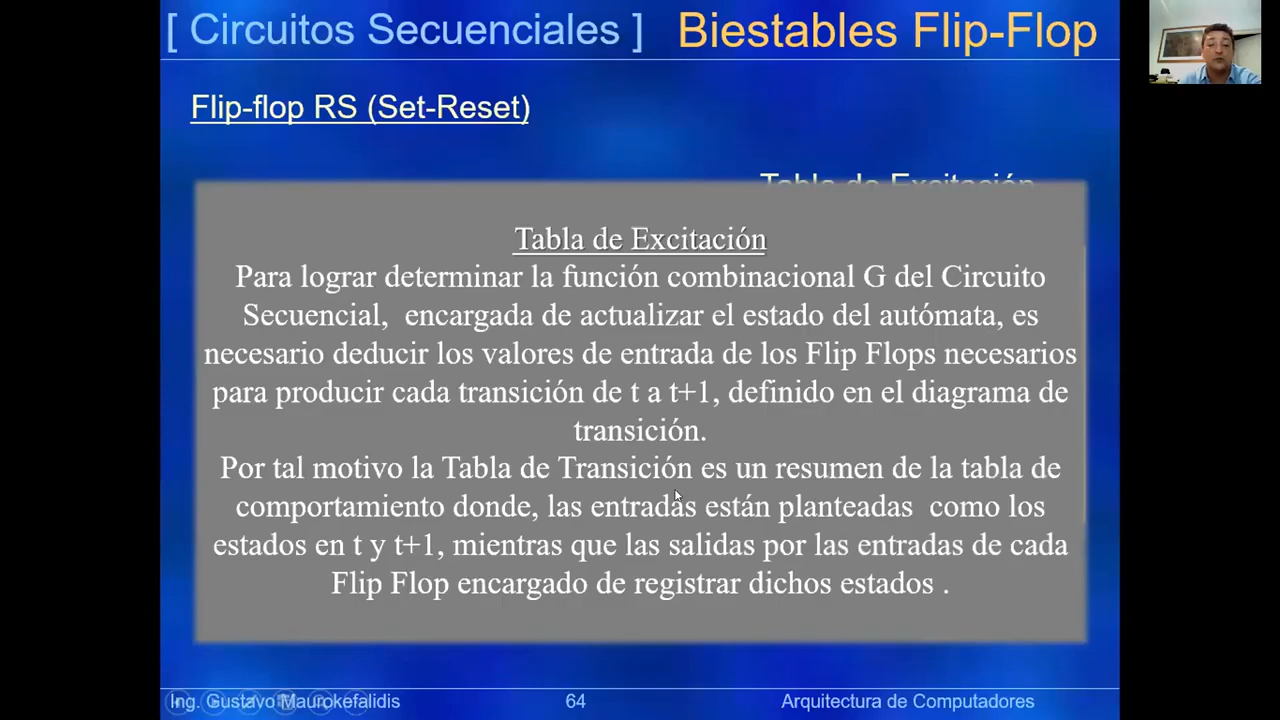 [ Circuitos Secuenciales ] Biestables Flip-Flop
Flip-flop RS (Set-Reset)
Tabla de Excitación
Tabla de Excitación
Para lograr determinar la función combinacional G del Circuito
Secuencial, encargada de actualizar el estado del autómata, es
necesario deducir los valores de entrada de los Flip Flops necesarios
para producir cada transición de t a t+1, definido en el diagrama de
transición.
Por tal motivo la Tabla de Transición es un resumen de la tabla de
comportamiento donde, las entradas están planteadas como los
estados en t y t+1, mientras que las salidas por las entradas de cada
Flip Flop encargado de registrar dichos estados .
Ing. Gustavo Maurokefalidis 64 Arquitectura de Computadores